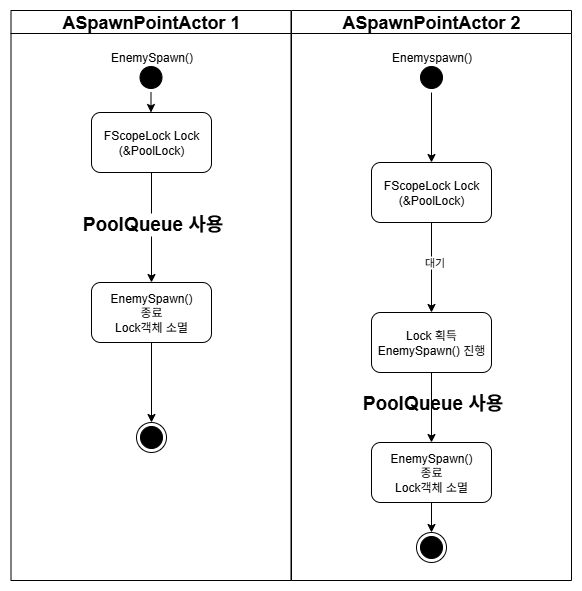 ASpawnPointActor 1
EnemySpawn()
FScopeLock Lock
(&PoolLock)
PoolQueue 사용
EnemySpawn()
종료
Lock객체 소멸
ASpawnPointActor 2
Enemyspawn()
FScopeLock Lock
(&PoolLock)
대기
Lock 획득
EnemySpawn() 진행
PoolQueue 사용
EnemySpawn()
종료
Lock객체 소멸